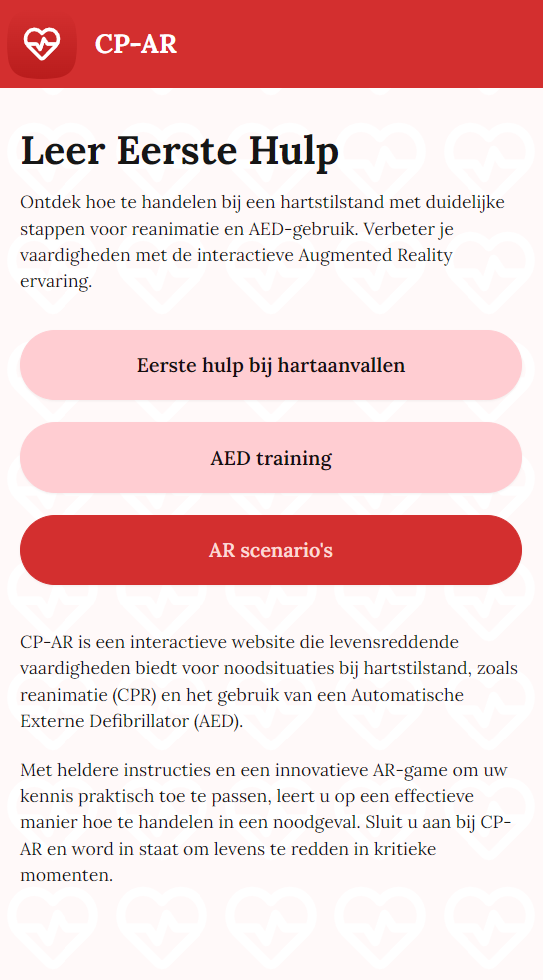 CP-AR
Leer Eerste Hulp
Ontdek hoe te handelen bij een hartstilstand met duidelijke
stappen voor reanimatie en AED-gebruik. Verbeter je
vaardigheden met de interactieve Augmented Reality
ervaring.
Eerste hulp bij hartaanvallen
AED training
AR scenario's
CP-AR is een interactieve website die levensreddende
vaardigheden biedt voor noodsituaties bij hartstilstand, zoals
reanimatie (CPR) en het gebruik van een Automatische
Externe Defibrillator (AED).
Met heldere instructies en een innovatieve AR-game om uw
kennis praktisch toe te passen, leert u op een effectieve
manier hoe te handelen in een noodgeval. Sluit u aan bij CP-
AR en word in staat om levens te redden in kritieke
momenten.